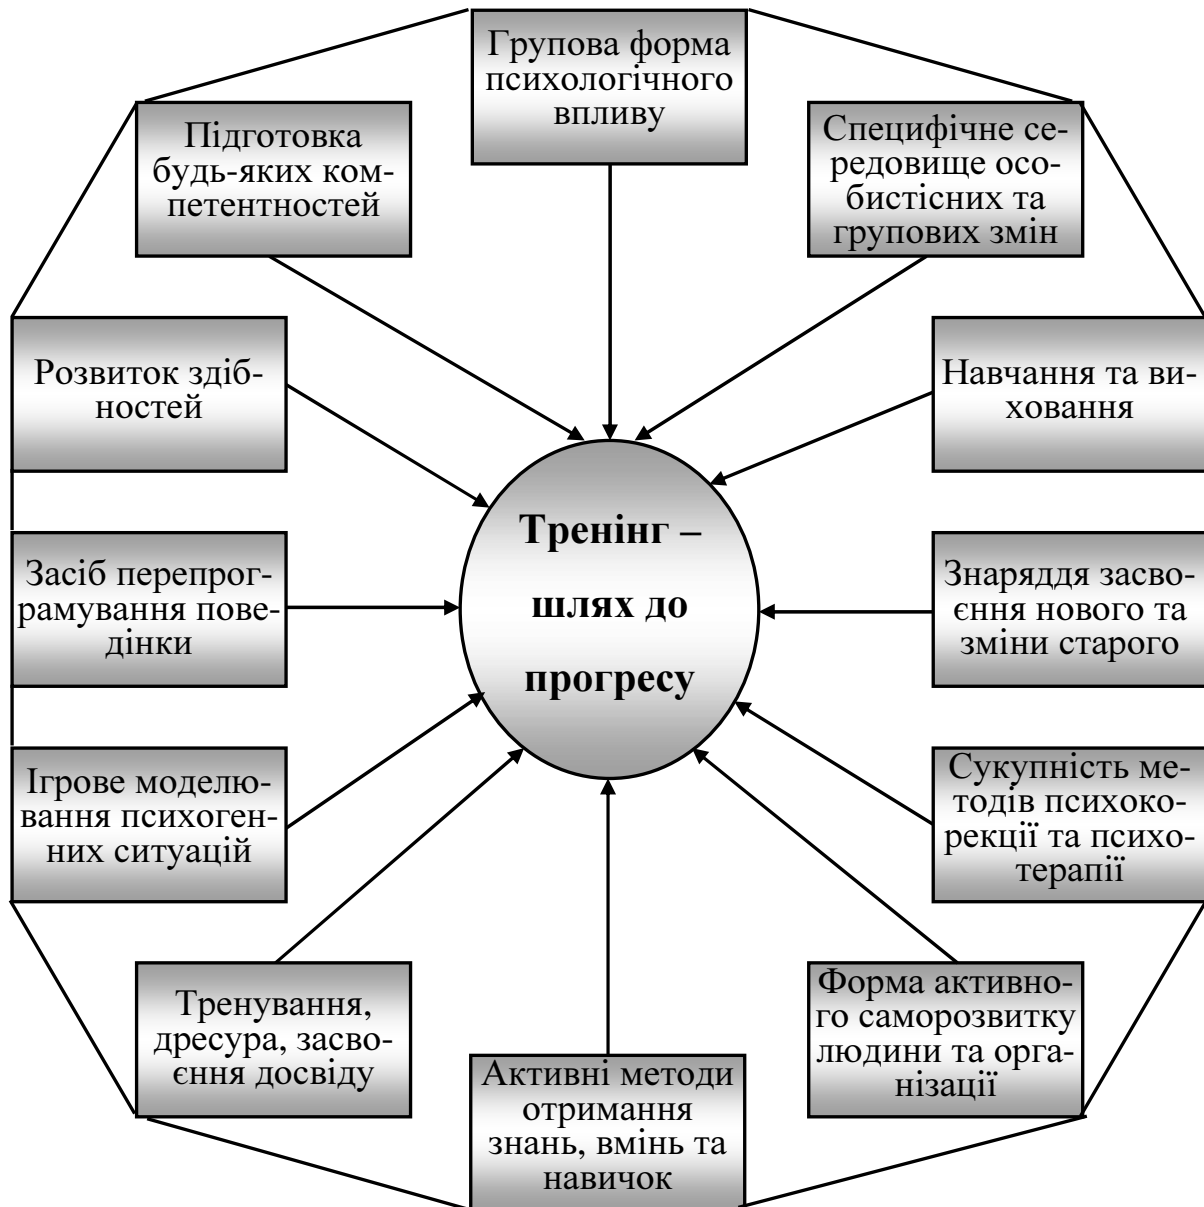 Групова форма
психологічного
впливу
Підготовка
будь-яких ком-
петентностей
Специфічне се-
редовище осо-
бистісних та
групових змін
Розвиток здіб-
ностей
Навчання та ви-
ховання
Тренінг –
шлях до
прогресу
Засіб перепрог-
рамування пове-
дінки
Знаряддя засво-
єння нового та
зміни старого
Ігрове моделю-
вання психоген-
них ситуацій
Сукупність ме-
тодів психоко-
рекції та психо-
терапії
Тренування,
дресура, засво-
єння досвіду
Форма активно-
го саморозвитку
людини та орга-
нізації
Активні методи
отримання
знань, вмінь та
навичок